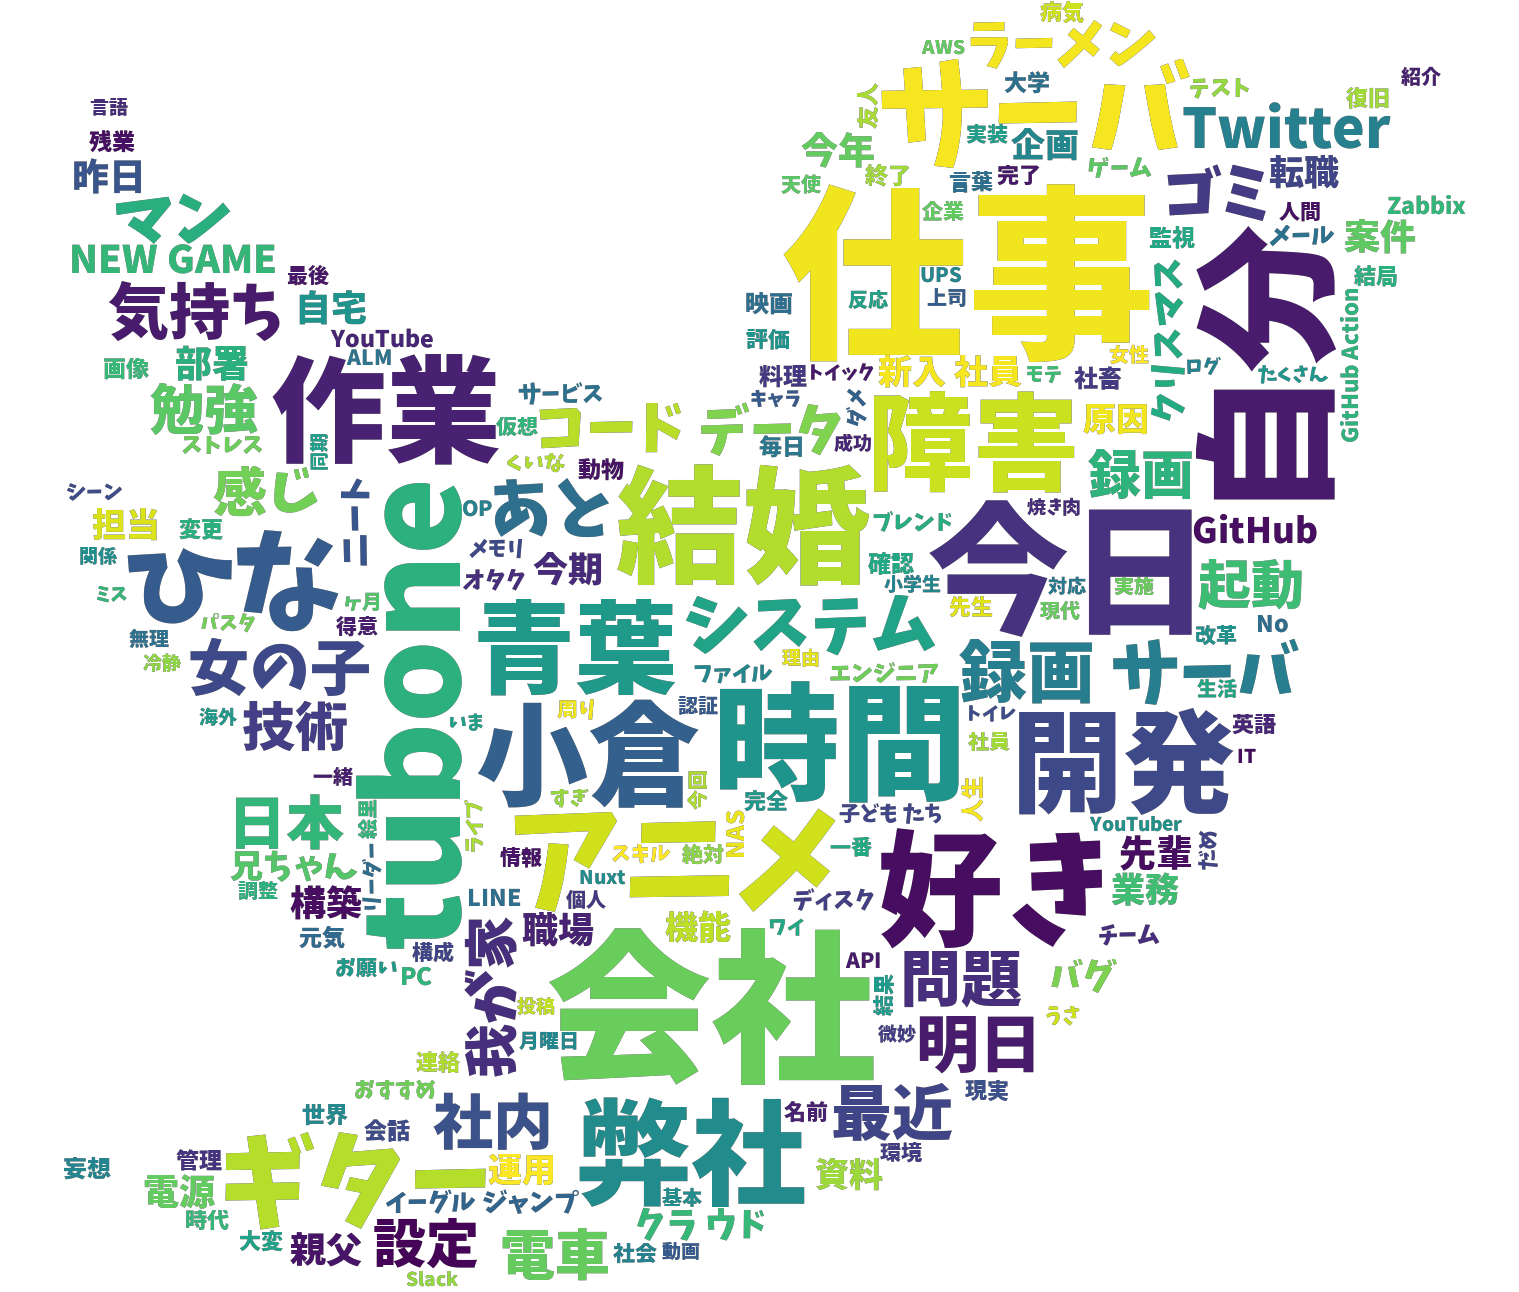 病気
AWS
ラーメン
サーバ
大学
テスト
紹介
復旧
友人
言語
残業
昨日
Twitter
実装
企画
今年
ゲーム
転職
終了
言葉
完了
天使
ゴミ
人間
Zabbix
マン
企業
仕事
監視
メール
案件
NEW GAME
最後
UPS
結局
気持ち
自宅
映画
反応
上司
クリスマス
自分
GitHub Action
YouTube
ALM
評価
女性
ログ
画像
部署
作業
料理
トイック
新入 社員
モテ
社畜
たくさん
勉強
サービス
キャラ
ダメ
障害
原因
仮想
コード
データ
毎日
成功
ストレス
同期
くいな
動物
録画
感じ
シーン
ニート
tubone
OP
あと
結婚
ブレンド
今日
焼き肉
GitHub
担当
変更
関係
ひな
メモリ
オタク
今期
確認
小学生
対応
実施
起動
ミス
ケ月
パスタ
得意
青葉
システム
先生
現代
No
改革
無理
冷静
女の子
ファイル
理由
エンジニア
録画 サーバ
生活
海外
技術
いま
周り
認証
時間
トイレ
社員
開発
英語
IT
小倉
一緒
すぎ
今回
完全
子ども たち
人生
日本
絵里
リーダー
ライブ
アニメ
NAS
YouTuber
兄ちゃん
情報
スキル
絶対
一番
好き
先輩
だめ
調整
構築
Nuxt
LINE
個人
ディスク
業務
元気
構成
我が家
職場
機能
ワイ
チーム
お願い
PC
会社
API
問題
バグ
投稿
結果
うさ
月曜日
微妙
明日
連絡
おすすめ
現実
世界
会話
社内
弊社
名前
最近
環境
妄想
管理
ギター
運用
資料
電源
イーグル ジャンプ
基本
時代
クラウド
大変
親父
設定
電車
社会
動画
Slack